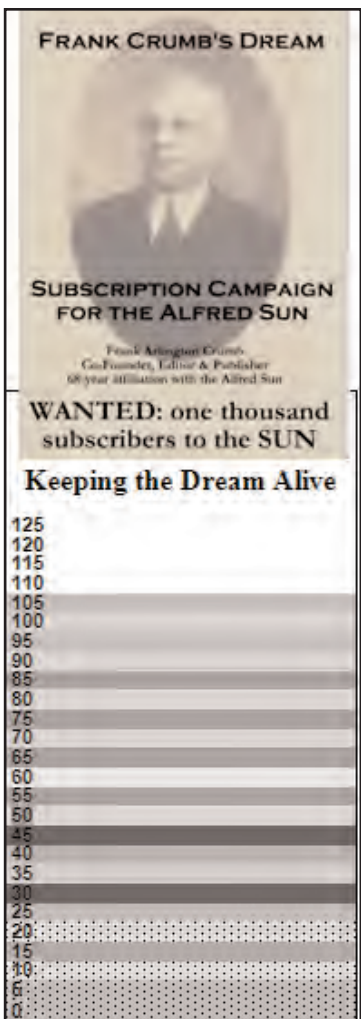 FRANK CRUMB'S DREAM
SUBSCRIPTION CAMPAIGN
FOR THE ALFRED SUN
Frank Arlington Crumb
Co-Founder, Editor & Publisher
68-year affiliation with the Alfred Sun
WANTED: one thousand
subscribers to the SUN
Keeping the Dream Alive
125
120
115
110
105
100
95
90
85
80
75
70
65
60
55
50
45
40
35
30
25
20
15
10
5
0